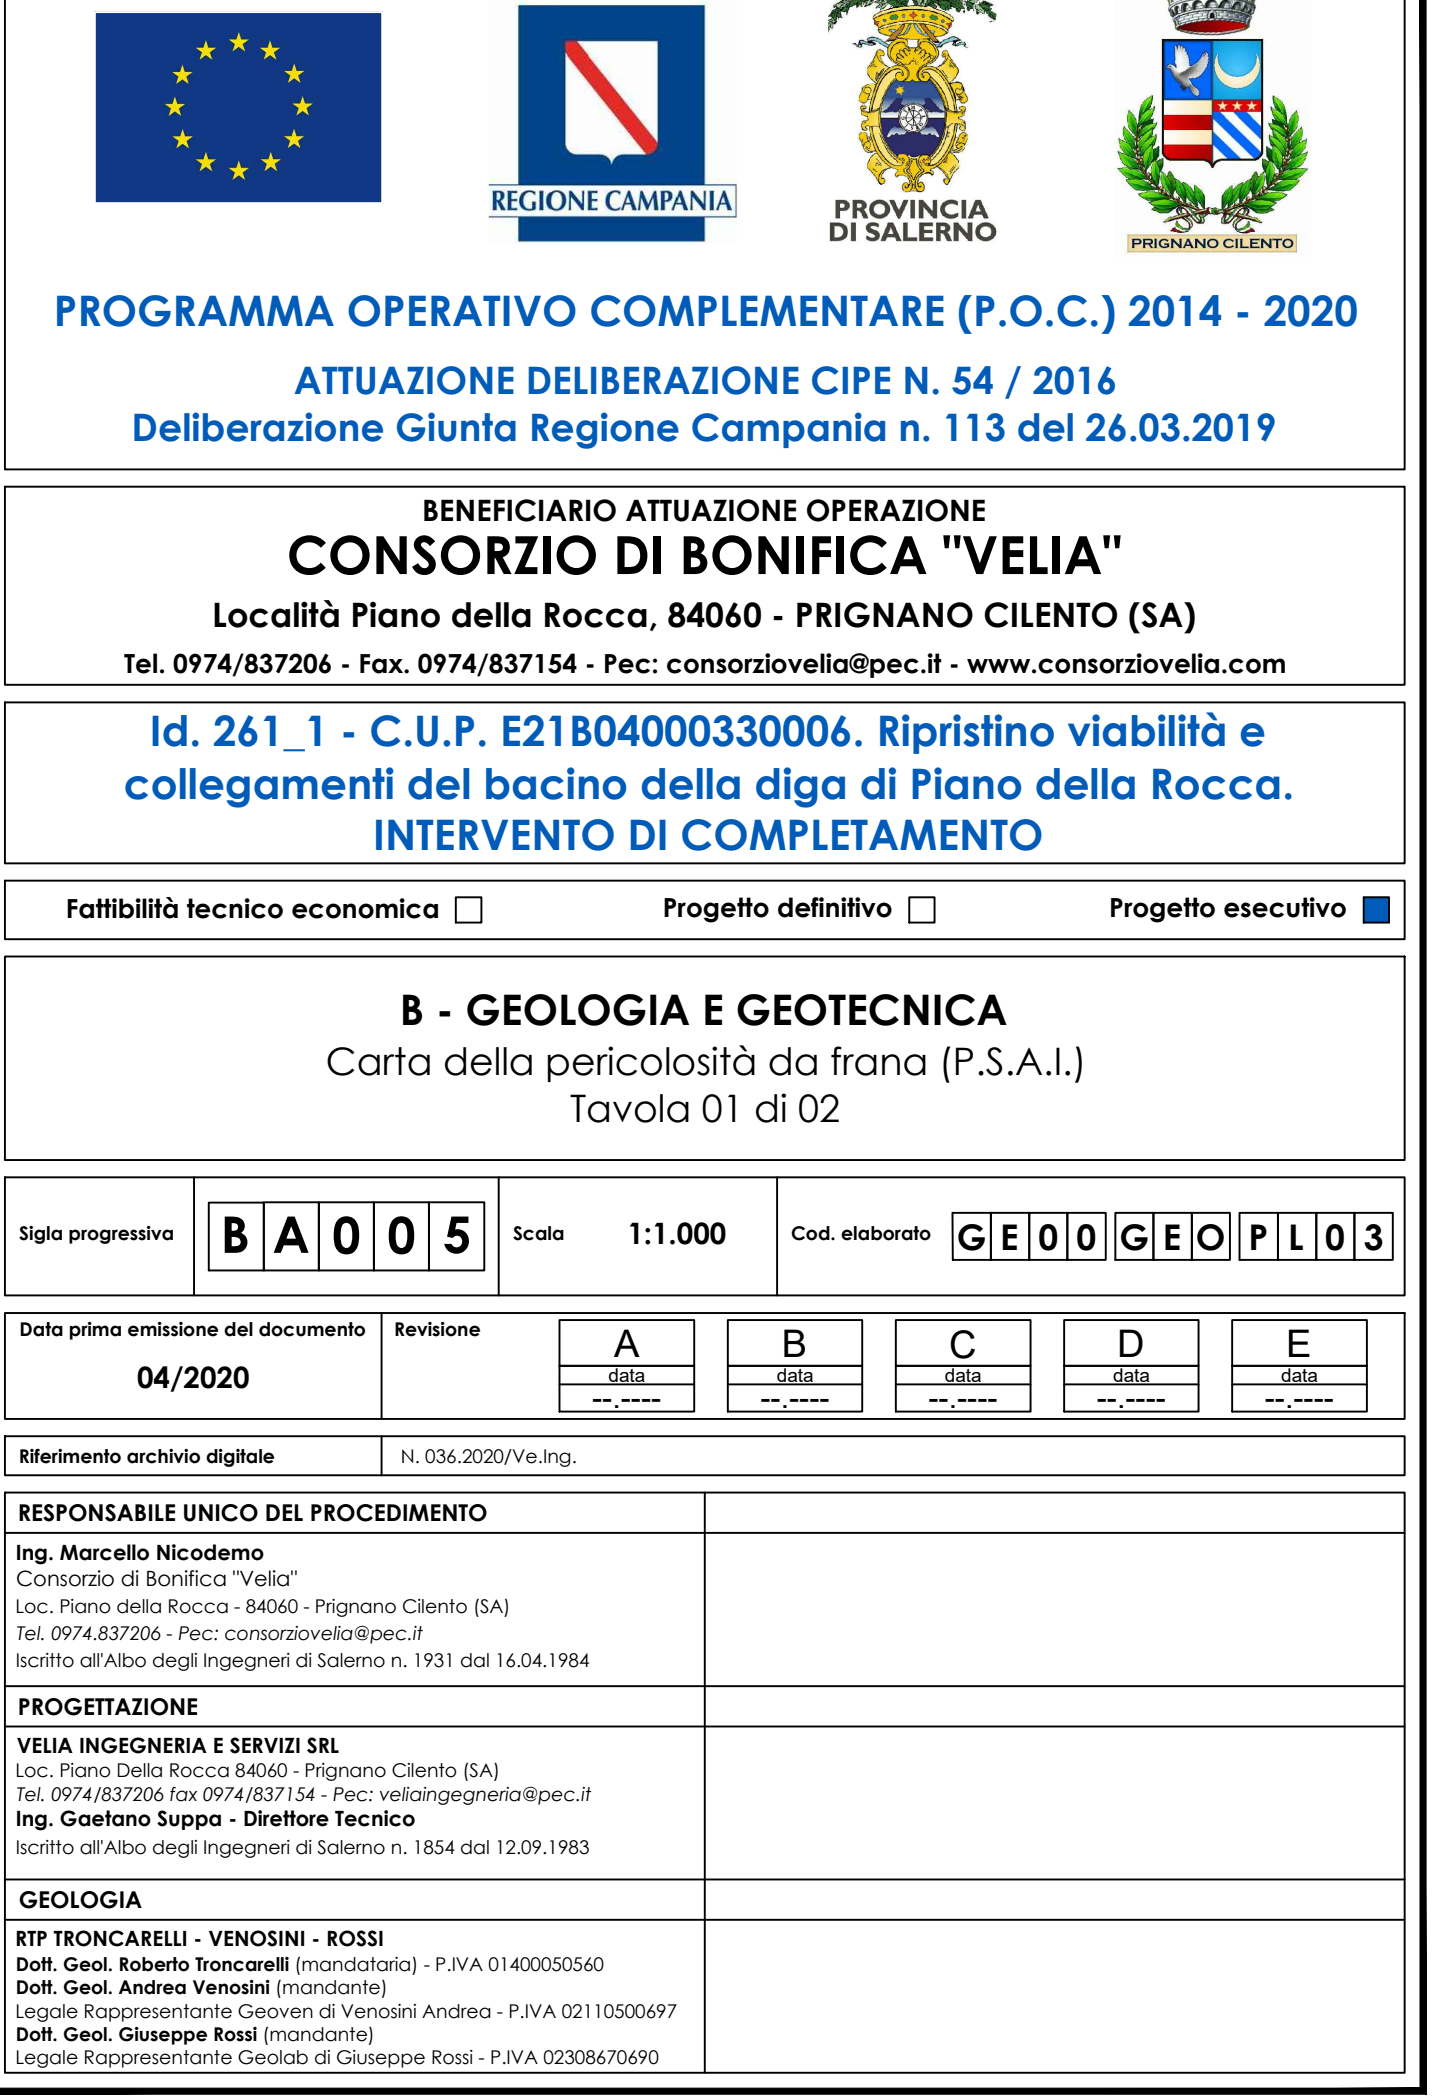 REGIONE CAMPANIA
PROVINCIA
DI SALERNO
PRIGNANO CILENTO
PROGRAMMA OPERATIVO COMPLEMENTARE (P.O.C.) 2014 - 2020
ATTUAZIONE DELIBERAZIONE CIPE N. 54 / 2016
Deliberazione Giunta Regione Campania n. 113 del 26.03.2019
BENEFICIARIO ATTUAZIONE OPERAZIONE
CONSORZIO DI BONIFICA "VELIA"
Località Piano della Rocca, 84060 - PRIGNANO CILENTO (SA)
Tel. 0974/837206 - Fax. 0974/837154 - Pec: consorziovelia@pec.it - www.consorziovelia.com
Id. 261_1 - C.U.P. E21B04000330006. Ripristino viabilità e
collegamenti del bacino della diga di Piano della Rocca.
INTERVENTO DI COMPLETAMENTO
Fattibilità tecnico economica Progetto definitivo Progetto esecutivo
B - GEOLOGIA E GEOTECNICA
Carta della pericolosità da frana (P.S.A.I.)
Tavola 01 di 02
Sigla progressiva B A 0 0 5 Scala 1:1.000 Cod. elaborato G E 0 0 G E O P L 0 3
Data prima emissione del documento Revisione A B C D E
04/2020 data data data data data
--.---- --.---- --.---- --.---- --.----
Riferimento archivio digitale N. 036.2020/Ve.Ing.
RESPONSABILE UNICO DEL PROCEDIMENTO
Ing. Marcello Nicodemo
Consorzio di Bonifica "Velia"
Loc. Piano della Rocca - 84060 - Prignano Cilento (SA)
Tel. 0974.837206 - Pec: consorziovelia@pec.it
Iscritto all'Albo degli Ingegneri di Salerno n. 1931 dal 16.04.1984
PROGETTAZIONE
VELIA INGEGNERIA E SERVIZI SRL
Loc. Piano Della Rocca 84060 - Prignano Cilento (SA)
Tel. 0974/837206 fax 0974/837154 - Pec: veliaingegneria@pec.it
Ing. Gaetano Suppa - Direttore Tecnico
Iscritto all'Albo degli Ingegneri di Salerno n. 1854 dal 12.09.1983
GEOLOGIA
RTP TRONCARELLI - VENOSINI - ROSSI
Dott. Geol. Roberto Troncarelli (mandataria) - P.IVA 01400050560
Dott. Geol. Andrea Venosini (mandante)
Legale Rappresentante Geoven di Venosini Andrea - P.IVA 02110500697
Dott. Geol. Giuseppe Rossi (mandante)
Legale Rappresentante Geolab di Giuseppe Rossi - P.IVA 02308670690